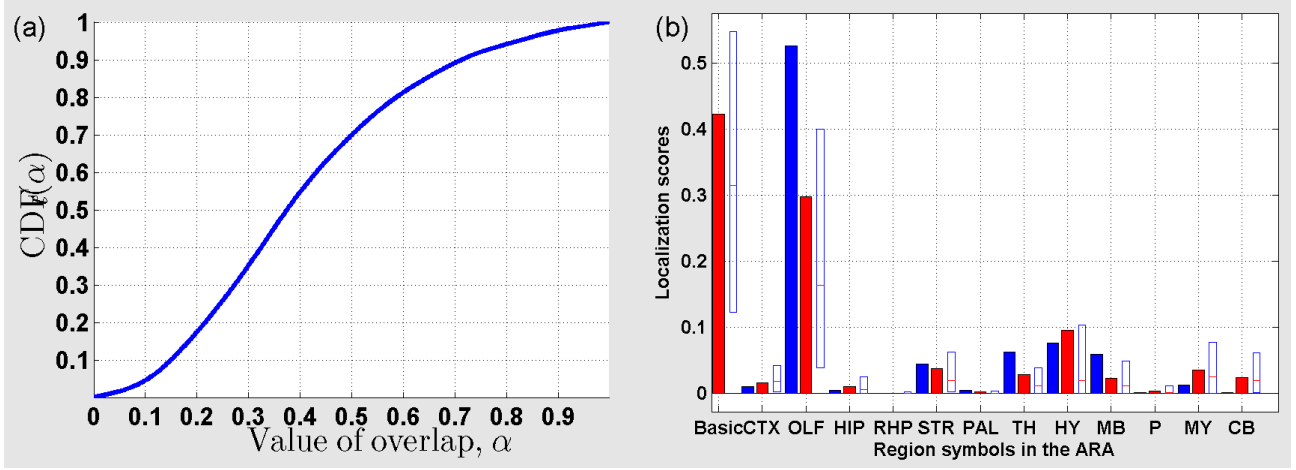 (a)
1
0.9
0.8
0.7
0.6
0.5
0.4
0.3
0.2
0.1
0 0.1 0.2 0.3 0.4 0.5 0.6 0.7 0.8 0.9
Value of overlap, α
(b)
0.5
0.4
0.3
0.2
0.1
0
Localization scores
Basic CTX OLF HIP RHP STR PAL TH HY MB P MY CB
Region symbols in the ARA